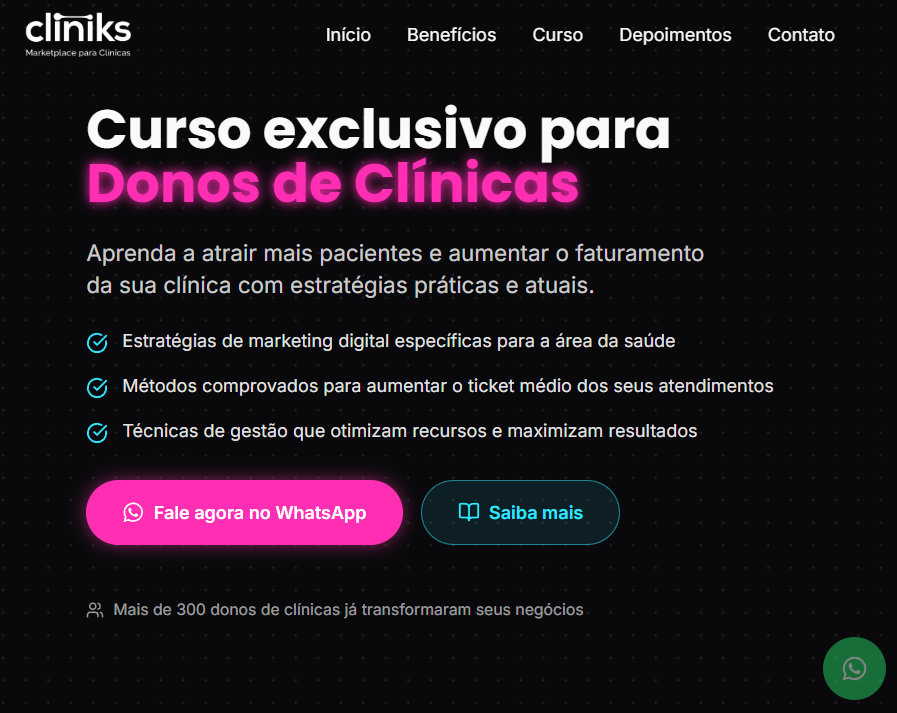 cliniks
Marketplace para Clínicas
Início Benefícios Curso Depoimentos Contato
Curso exclusivo para
Donos de Clínicas
Aprenda a atrair mais pacientes e aumentar o faturamento
da sua clínica com estratégias práticas e atuais.
Estratégias de marketing digital específicas para a área da saúde
Métodos comprovados para aumentar o ticket médio dos seus atendimentos
Técnicas de gestão que otimizam recursos e maximizam resultados
Fale agora no WhatsApp
Saiba mais
Mais de 300 donos de clínicas já transformaram seus negócios